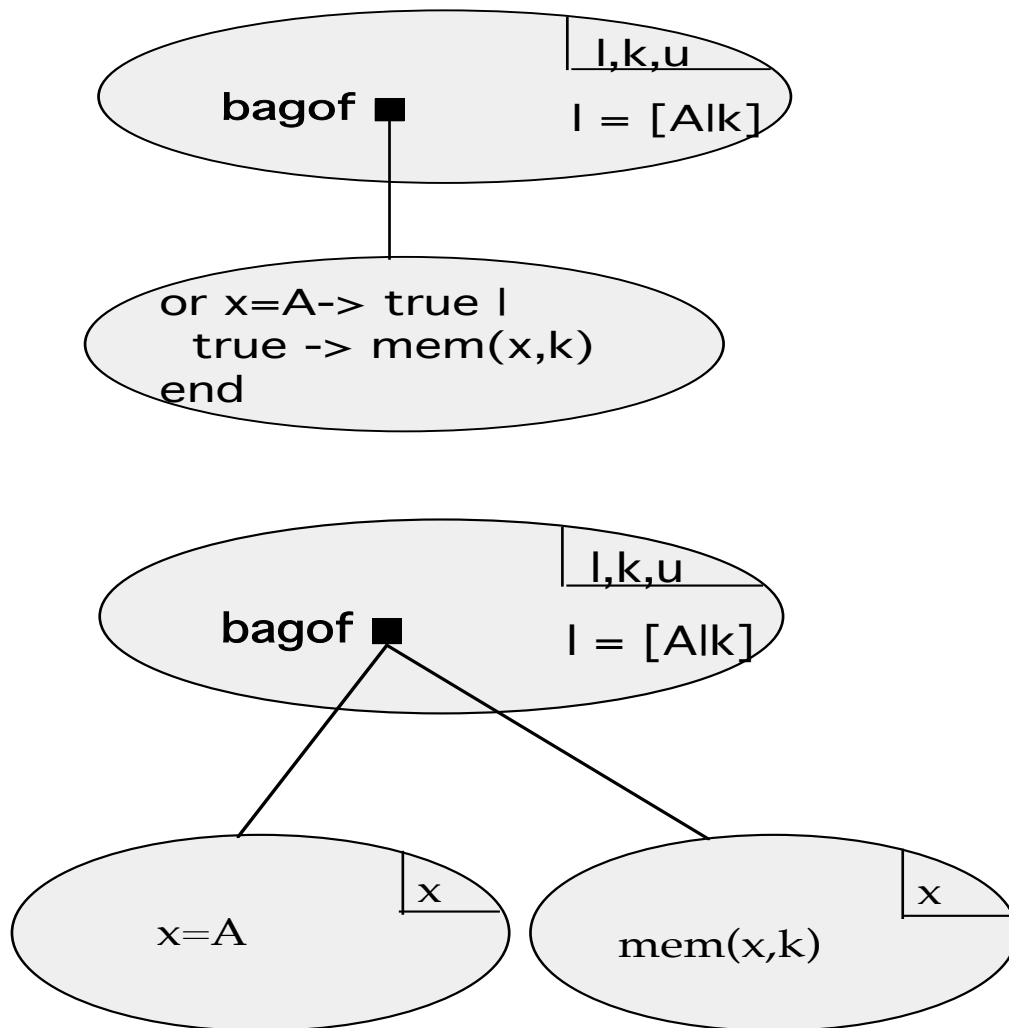 l,k,u
bagof
l = [A|k]
or x=A-> true |
true -> mem(x,k)
end
l,k,u
bagof
l = [A|k]
x
x=A
x
mem(x,k)